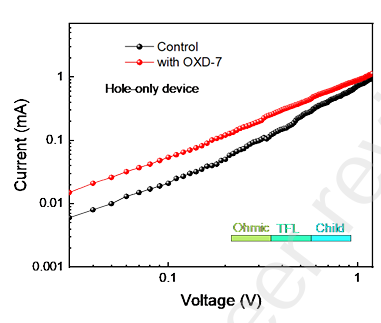 Control
with OXD-7
Hole-only device
1
0.1
0.01
0.001
Current (mA)
Ohmic TFL Child
0.1 1
Voltage (V)